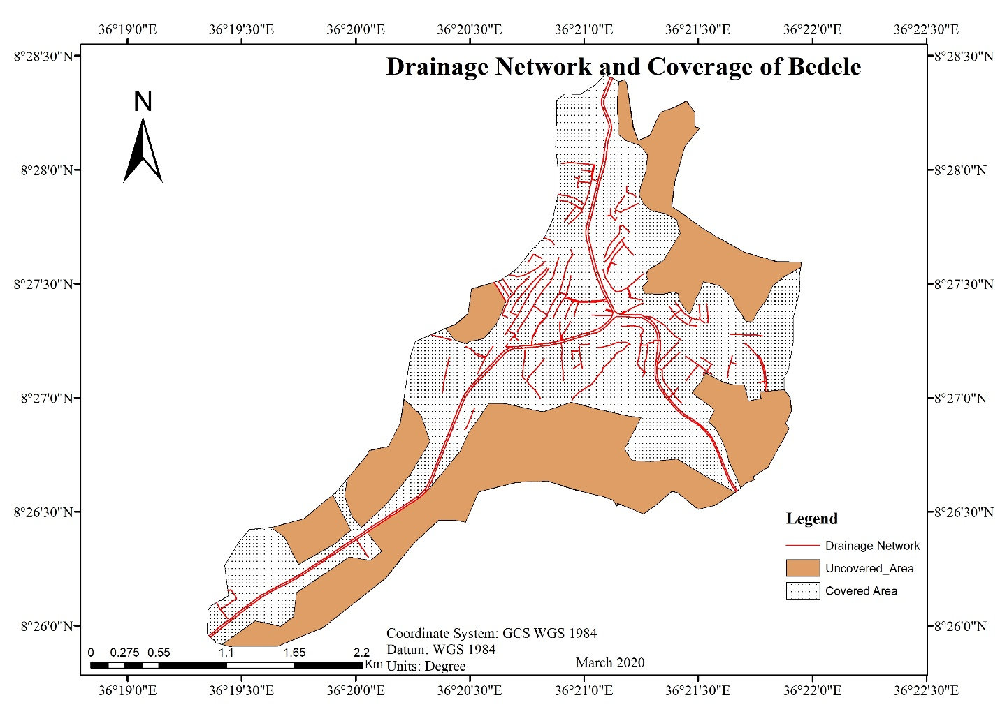 36°19'0"E 36°19'30"E 36°20'0"E 36°20'30"E 36°21'0"E 36°21'30"E 36°22'0"E 36°22'30"E
8°28'30"N 8°28'30"N
Drainage Network and Coverage of Bedele
N
8°28'0"N 8°28'0"N
8°27'30"N 8°27'30"N
8°27'0"N 8°27'0"N
8°26'30"N 8°26'30"N
Legend
Drainage Network
Uncovered_Area
Covered Area
8°26'0"N 8°26'0"N
Coordinate System: GCS WGS 1984
Datum: WGS 1984
Units: Degree
March 2020
0 0.275 0.55 1.1 1.65 2.2
Km
36°19'0"E 36°19'30"E 36°20'0"E 36°20'30"E 36°21'0"E 36°21'30"E 36°22'0"E 36°22'30"E